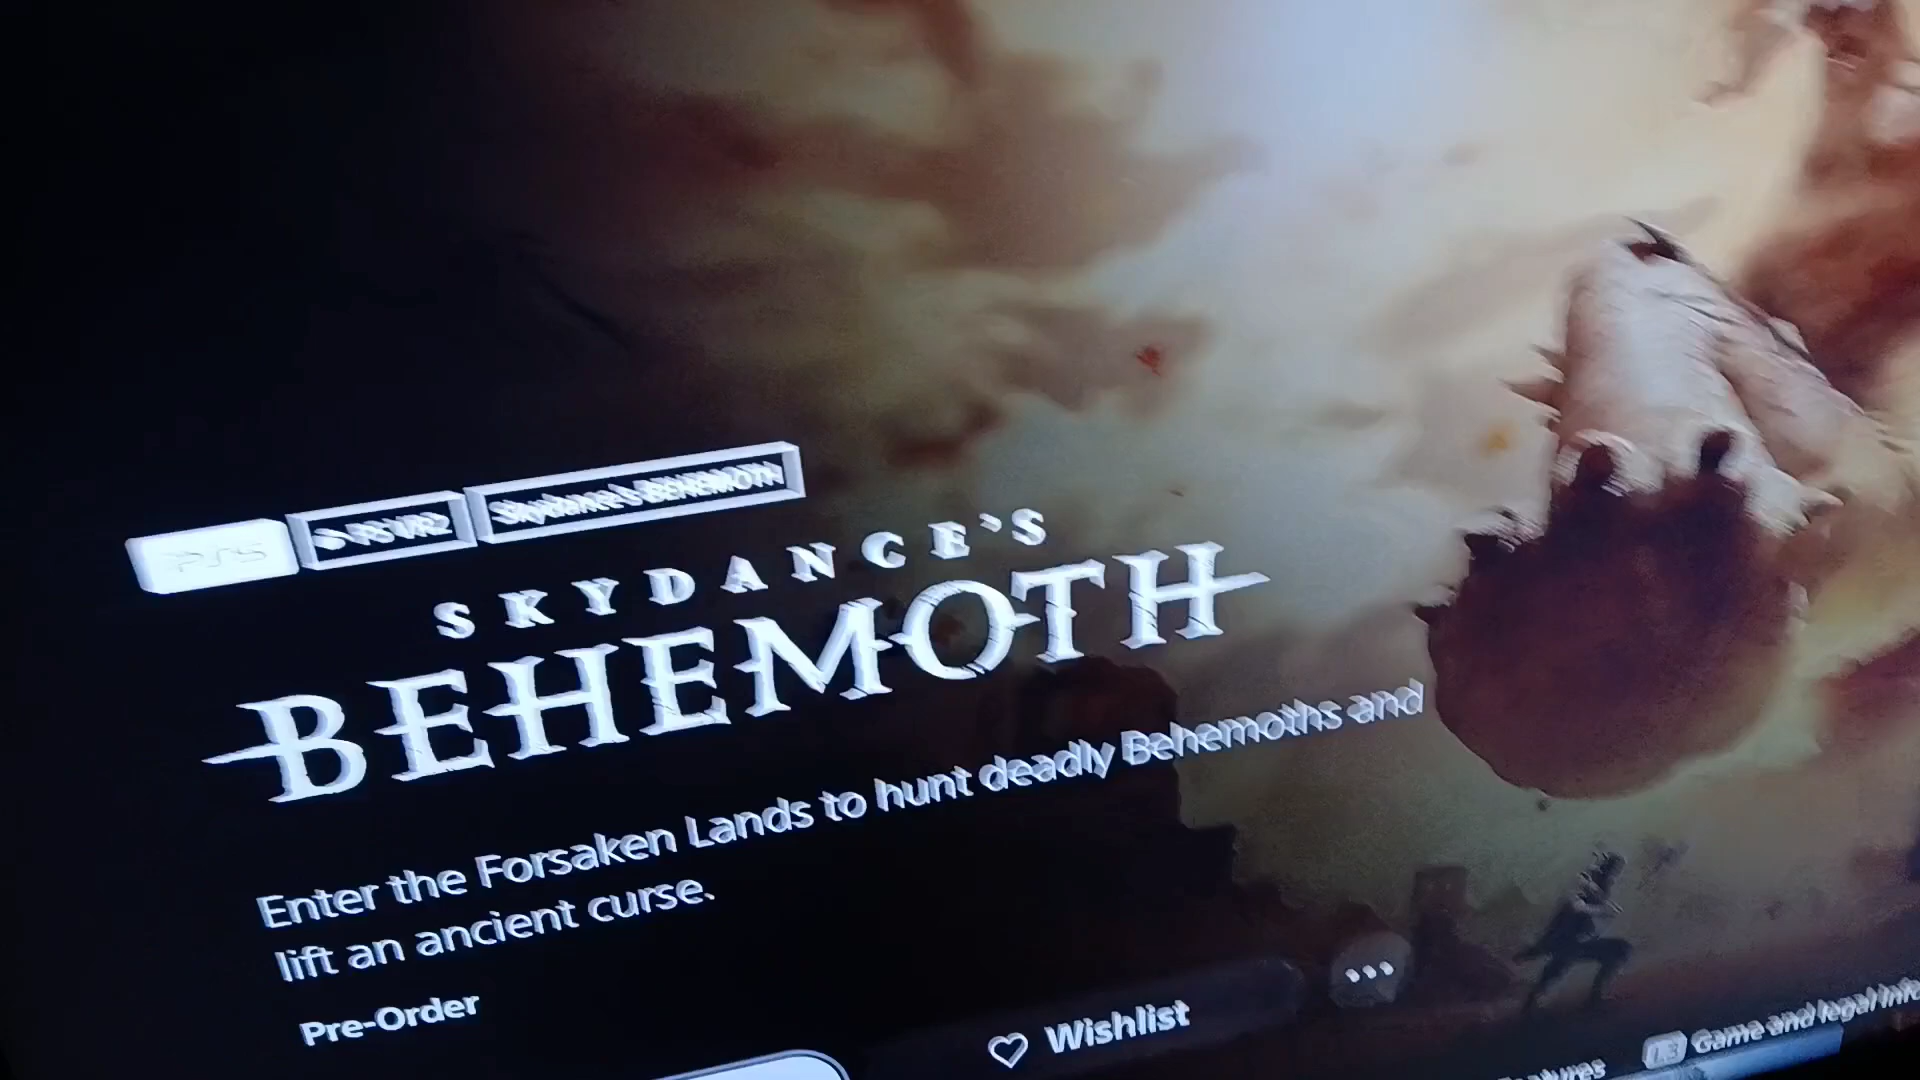 PS5 PS VR2 Skydance's BEHEMOTH
SKYDANCE'S
BEHEMOTH
Enter the Forsaken Lands to hunt deadly Behemoths and
lift an ancient curse.
Pre-Order
Wishlist
L3 Game and legal info